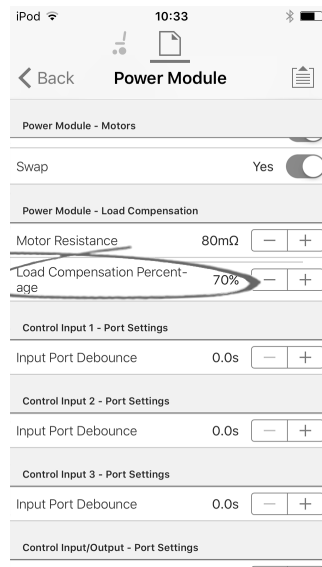 iPod 10:33
Back Power Module
Power Module - Motors
Swap Yes
Power Module - Load Compensation
Motor Resistance 80mΩ − +
Load Compensation Percent-
age 70% − +
Control Input 1 - Port Settings
Input Port Debounce 0.0s − +
Control Input 2 - Port Settings
Input Port Debounce 0.0s − +
Control Input 3 - Port Settings
Input Port Debounce 0.0s − +
Control Input/Output - Port Settings